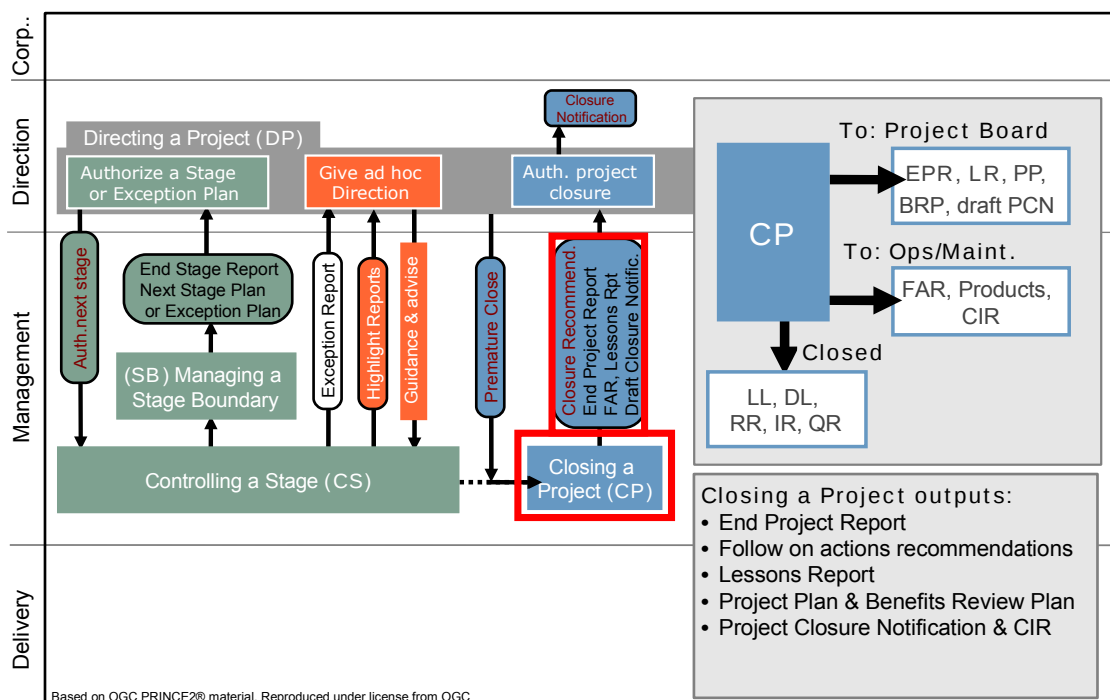 Corp..
Direction
Management
Delivery
Directing a Project (DP)
Authorize a Stage
or Exception Plan
Give ad hoc
Direction
Auth. project
closure
Closure
Notification
Auth.next stage
End Stage Report
Next Stage Plan
or Exception Plan
(SB) Managing a
Stage Boundary
Exception Report
Highlight Reports
Guidance & advise
Premature Close
Closure Recommend.
End Project Report
FAR, Lessons Rpt
Draft Closure Notific.
Controlling a Stage (CS)
Closing a
Project (CP)
CP
To: Project Board
EPR, LR, PP,
BRP, draft PCN
To: Ops/Maint.
FAR, Products,
CIR
Closed
LL, DL,
RR, IR, QR
Closing a Project outputs:
• End Project Report
• Follow on actions recommendations
• Lessons Report
• Project Plan & Benefits Review Plan
• Project Closure Notification & CIR
Based on OGC PRINCE2® material. Reproduced under license from OGC